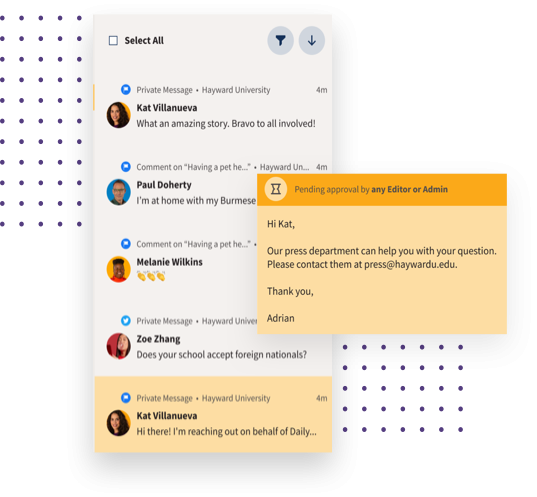 Select All
Private Message • Hayward University 4m
Kat Villanueva
What an amazing story. Bravo to all involved!
Comment on "Having a pet he..." • Hayward Un... 4m
Paul Doherty
I'm at home with my Burmese
Comment on "Having a pet he..." •
Melanie Wilkins
Private Message • Hayward Univer
Zoe Zhang
Does your school accept foreign nationals?
Private Message • Hayward University 4m
Kat Villanueva
Hi there! I'm reaching out on behalf of Daily...
Pending approval by any Editor or Admin
Hi Kat,
Our press department can help you with your question.
Please contact them at press@haywardu.edu.
Thank you,
Adrian